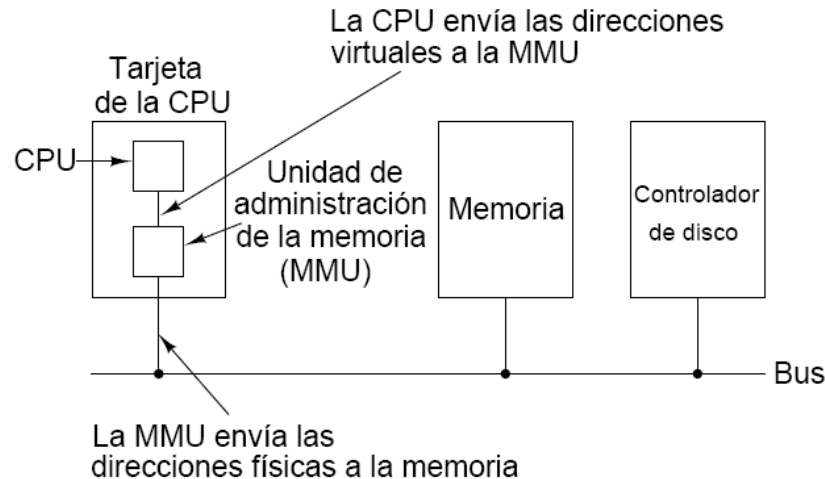 La CPU envía las direcciones
virtuales a la MMU
Tarjeta
de la CPU
CPU
Unidad de
administración
de la memoria
(MMU)
Memoria
Controlador
de disco
Bus
La MMU envía las
direcciones físicas a la memoria